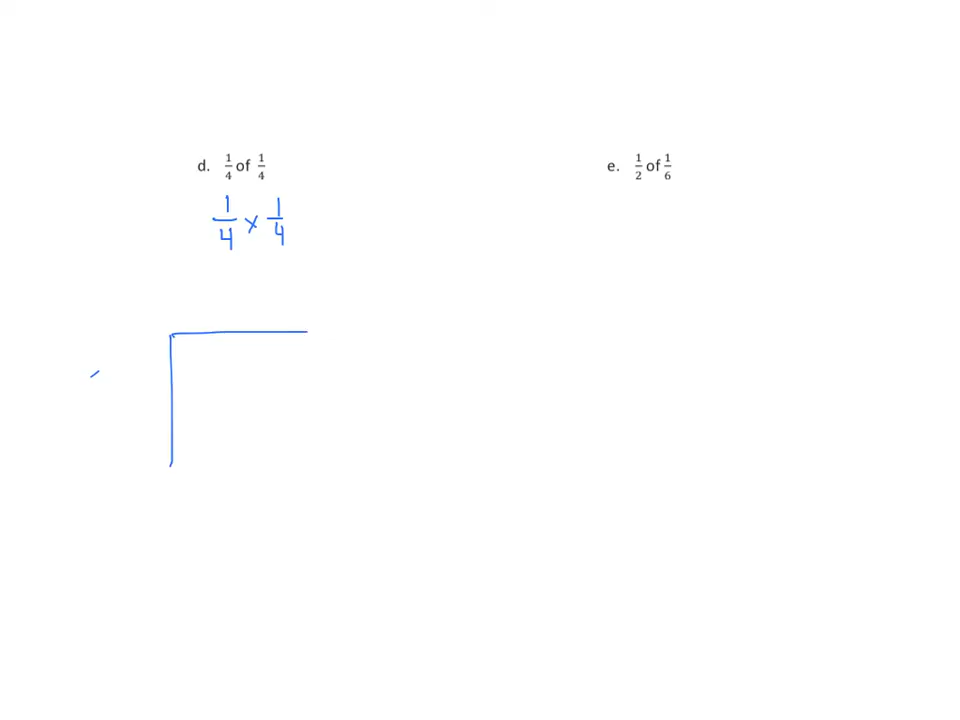 d. 1/4 of 1/4
1/4 x 1/4
e. 1/2 of 1/6